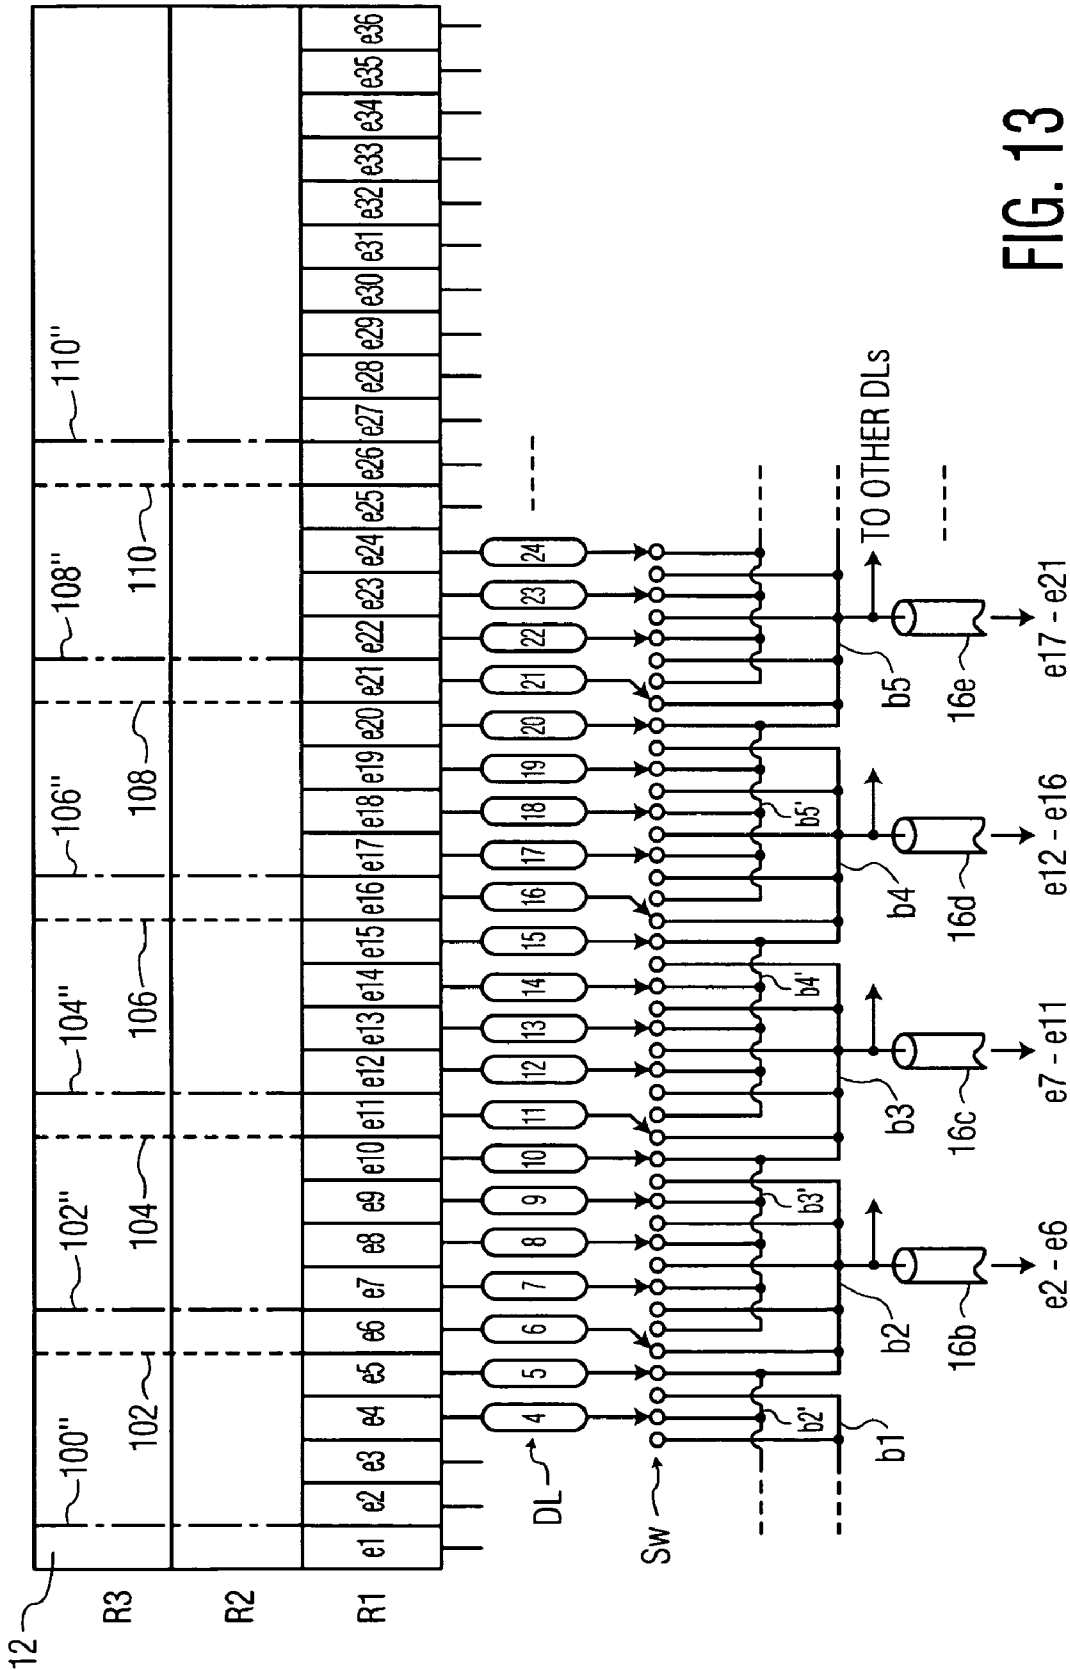 12
R3
R2
R1
100"
102"
104"
106"
108"
110"
102
104
106
108
110
e1 e2 e3 e4 e5 e6 e7 e8 e9 e10 e11 e12 e13 e14 e15 e16 e17 e18 e19 e20 e21 e22 e23 e24 e25 e26 e27 e28 e29 e30 e31 e32 e33 e34 e35 e36
DL
4 5 6 7 8 9 10 11 12 13 14 15 16 17 18 19 20 21 22 23 24
Sw
b2' b3' b4' b5'
b1 b2 b3 b4 b5
TO OTHER DLs
16b 16c 16d 16e
e2 - e6
e7 - e11
e12 - e16
e17 - e21
FIG. 13